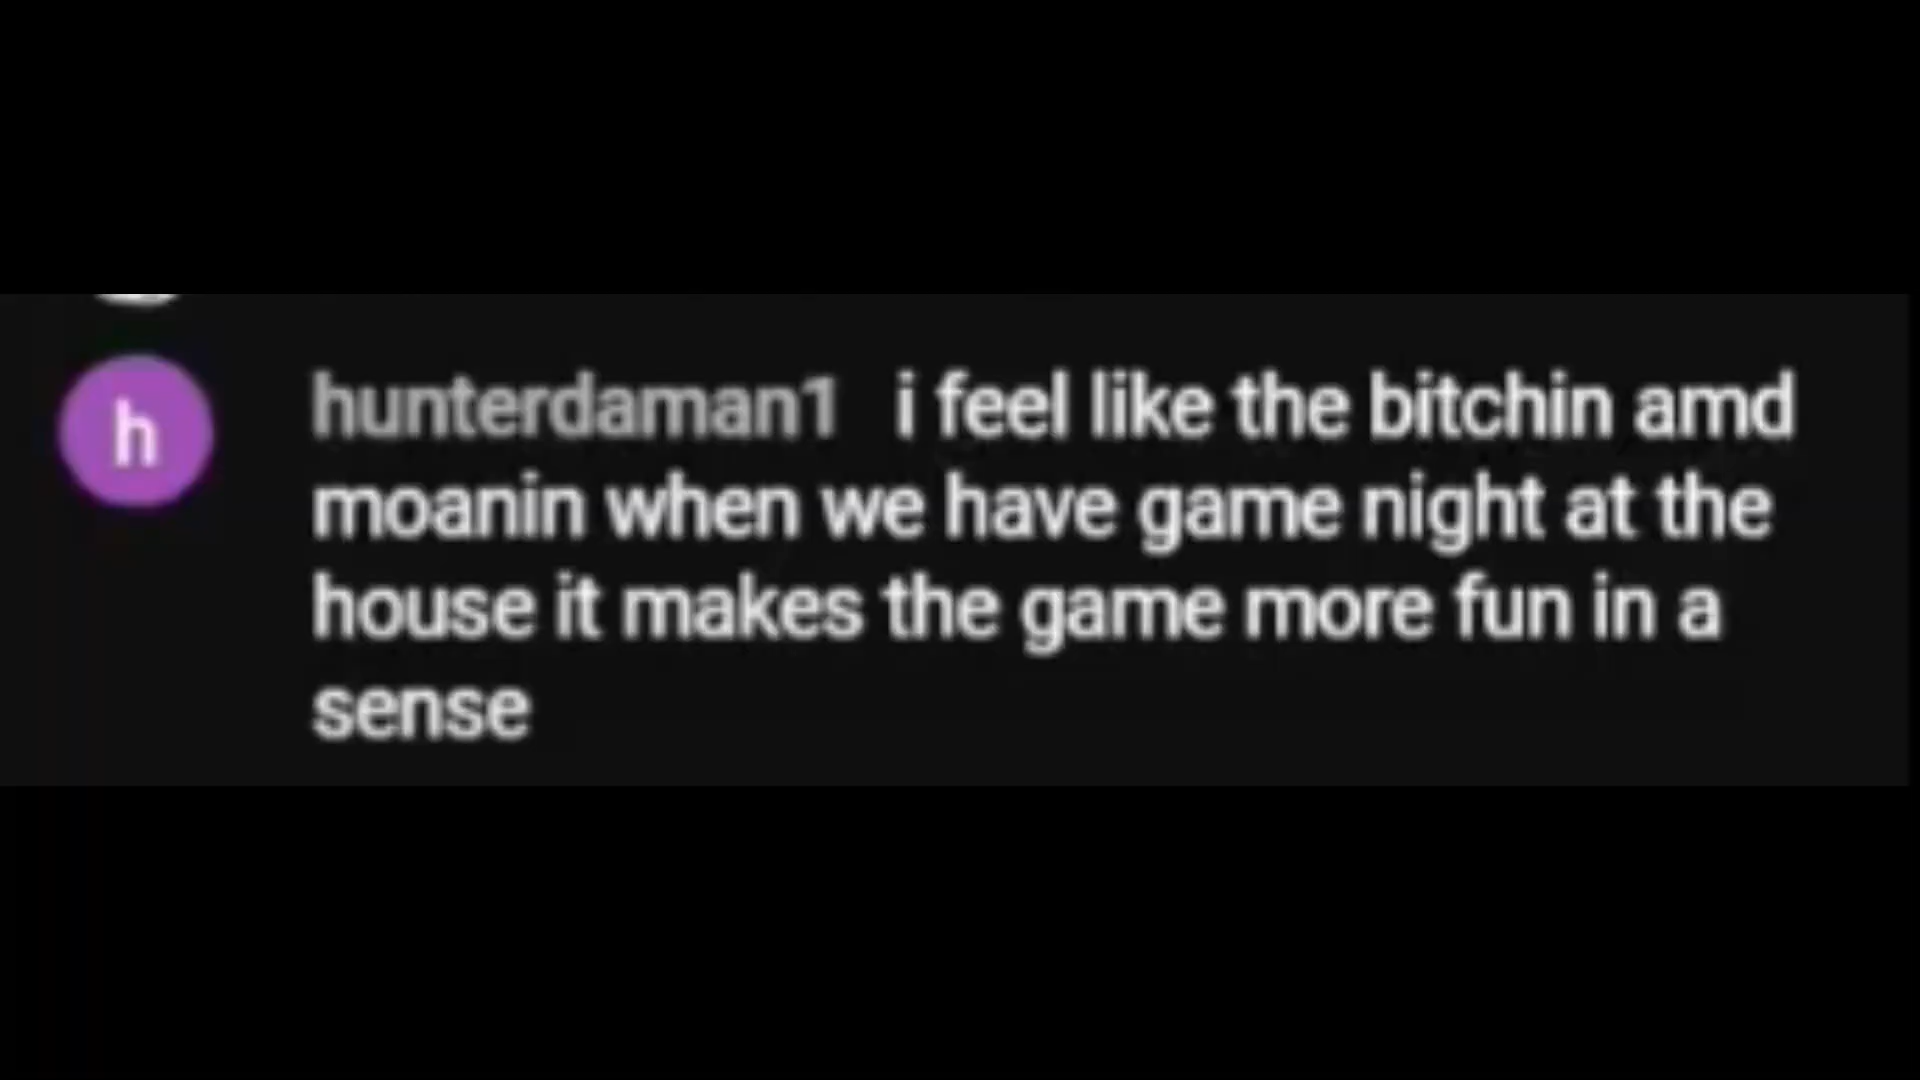 h
hunterdaman1 i feel like the bitchin amd
moanin when we have game night at the
house it makes the game more fun in a
sense